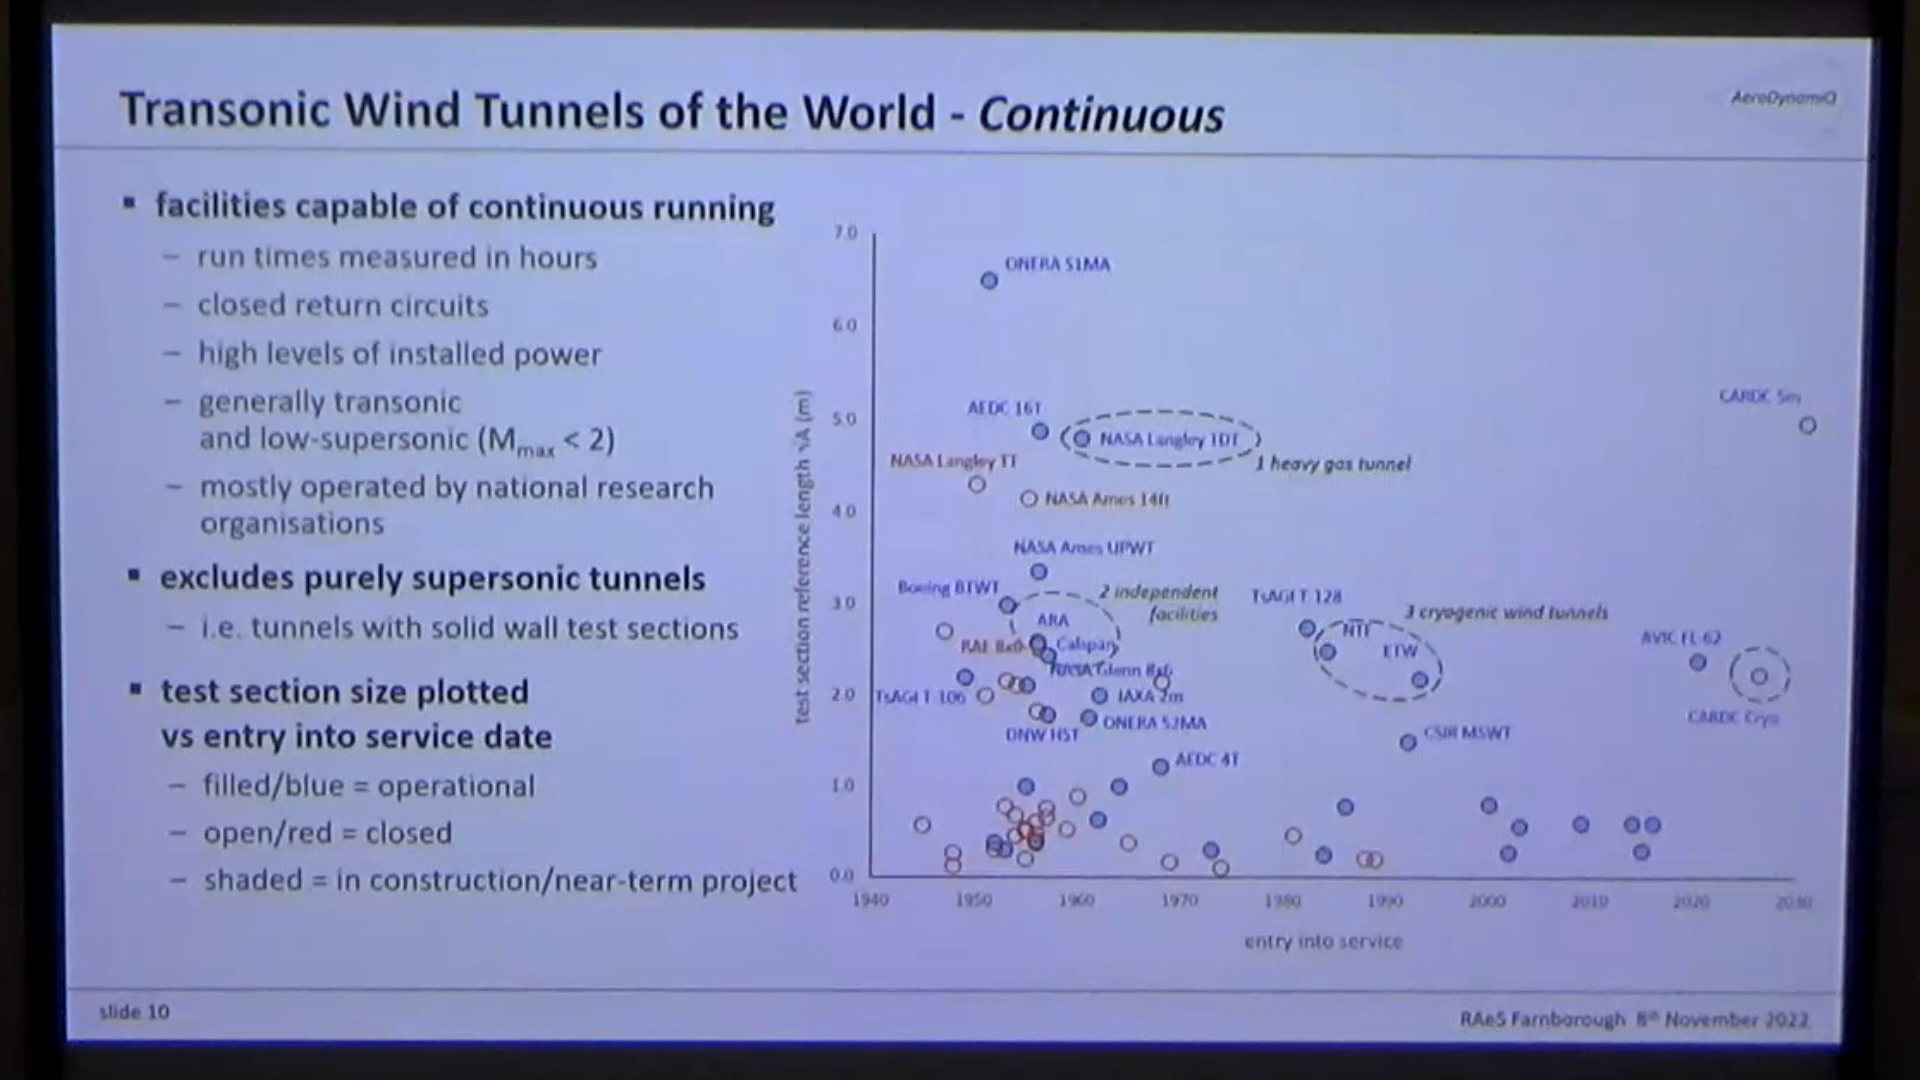 Transonic Wind Tunnels of the World - Continuous
AeroDynamiQ
▪ facilities capable of continuous running
– run times measured in hours
– closed return circuits
– high levels of installed power
– generally transonic
and low-supersonic (Mmax < 2)
– mostly operated by national research
organisations
▪ excludes purely supersonic tunnels
– i.e. tunnels with solid wall test sections
▪ test section size plotted
vs entry into service date
– filled/blue = operational
– open/red = closed
– shaded = in construction/near-term project
test section reference length √A (m)
7.0
6.0
5.0
4.0
3.0
2.0
1.0
0.0
ONERA S1MA
AEDC 16T
NASA Langley TDT
1 heavy gas tunnel
CARDC 5m
NASA Langley TT
NASA Ames 14ft
NASA Ames UPWT
Boeing BTWT
2 independent
facilities
ARA
RAE 8x6
Calspan
NASA Glenn 8x6
TsAGI T 128
3 cryogenic wind tunnels
NTF
ETW
AVIC FL-62
TsAGI T 106
JAXA 2m
ONERA S2MA
DNW HST
CARDC Cryo
CSIR MSWT
AEDC 4T
1940 1950 1960 1970 1980 1990 2000 2010 2020 2030
entry into service
slide 10
RAeS Farnborough 8th November 2022